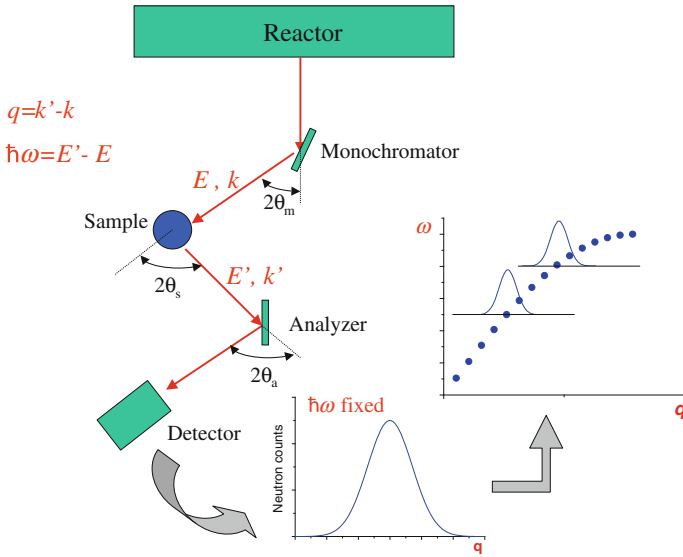 Reactor
q=k’-k
ħω=E’- E
Monochromator
E , k
2θm
Sample
ω
2θs
E’, k’
Analyzer
2θa
q
ħω fixed
Detector
Neutron counts
q